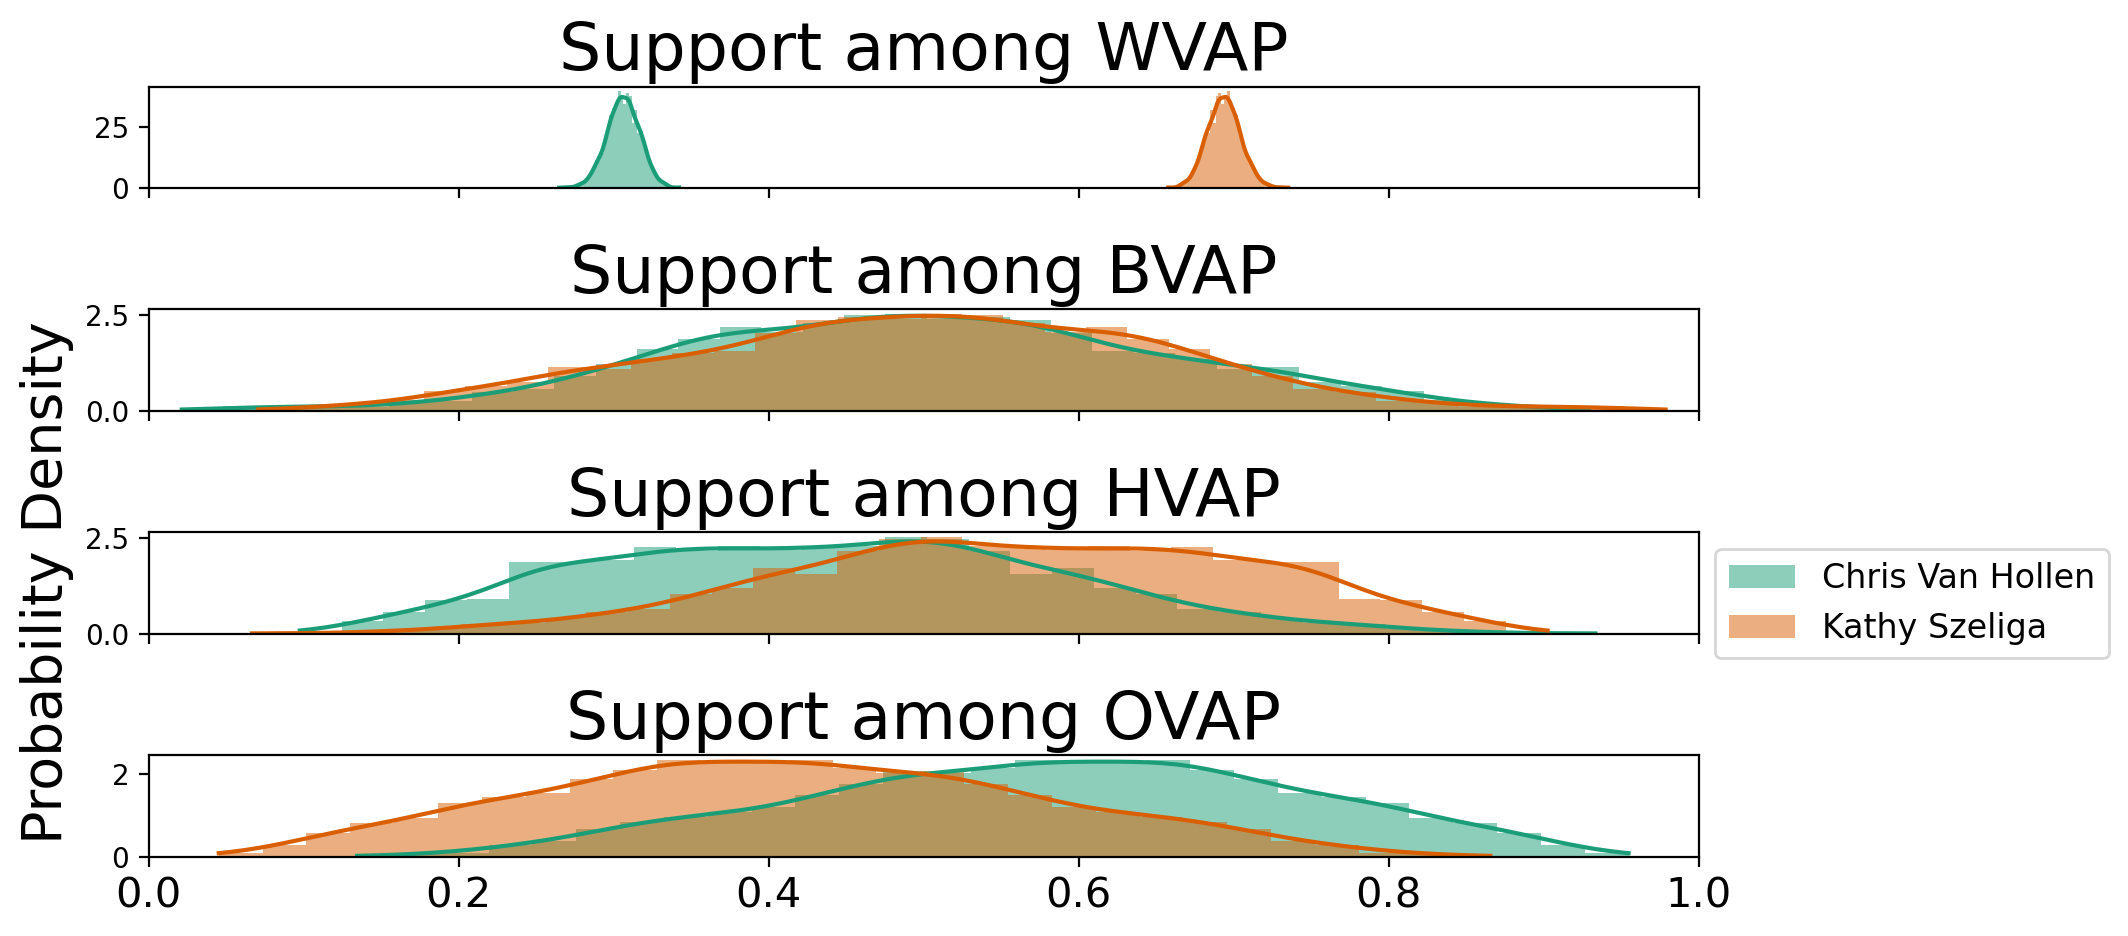 Support among WVAP
25
0
Support among BVAP
2.5
0.0
Support among HVAP
2.5
0.0
Support among OVAP
2
0
0.0 0.2 0.4 0.6 0.8 1.0
Probability Density
Chris Van Hollen
Kathy Szeliga